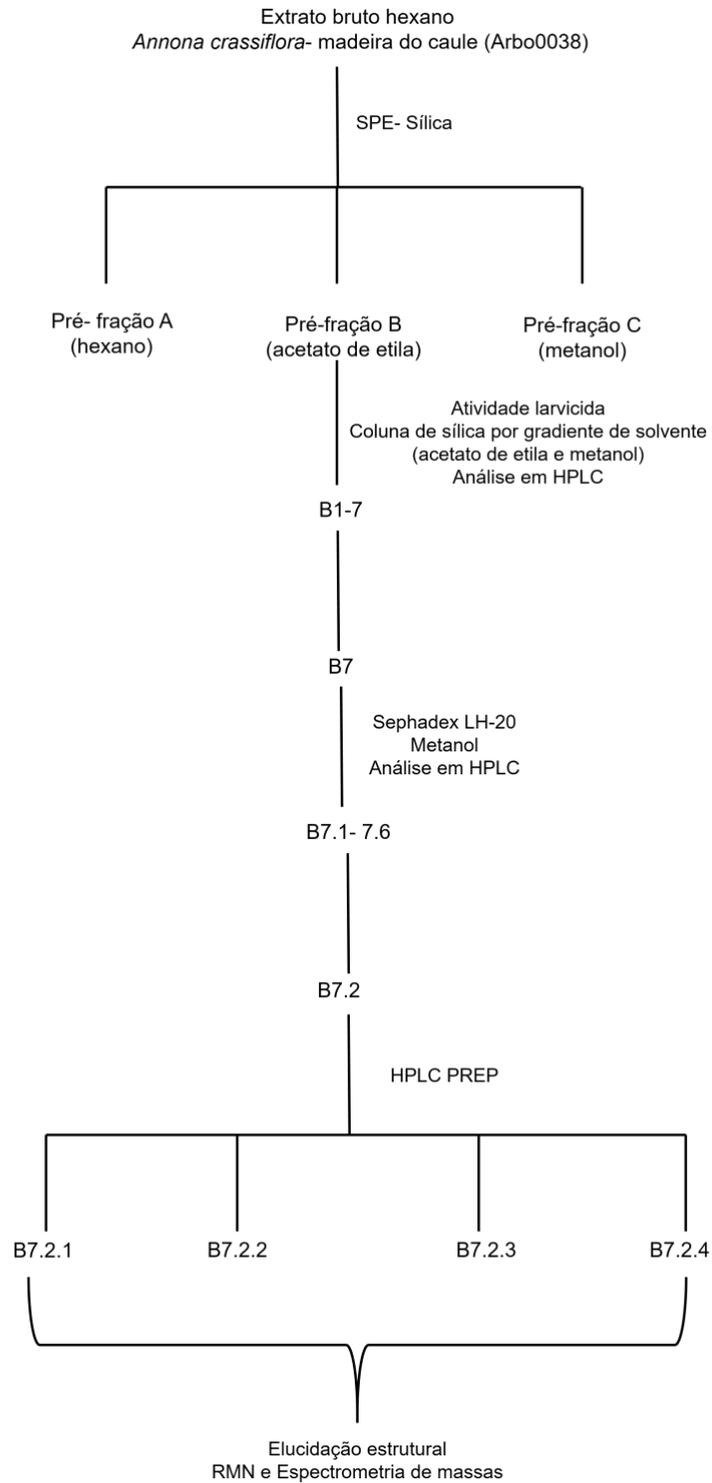 Extrato bruto hexano
Annona crassiflora- madeira do caule (Arbo0038)
SPE- Sílica
Pré- fração A
(hexano)
Pré-fração B
(acetato de etila)
Pré-fração C
(metanol)
Atividade larvicida
Coluna de sílica por gradiente de solvente
(acetato de etila e metanol)
Análise em HPLC
B1-7
B7
Sephadex LH-20
Metanol
Análise em HPLC
B7.1- 7.6
B7.2
HPLC PREP
B7.2.1
B7.2.2
B7.2.3
B7.2.4
Elucidação estrutural
RMN e Espectrometria de massas